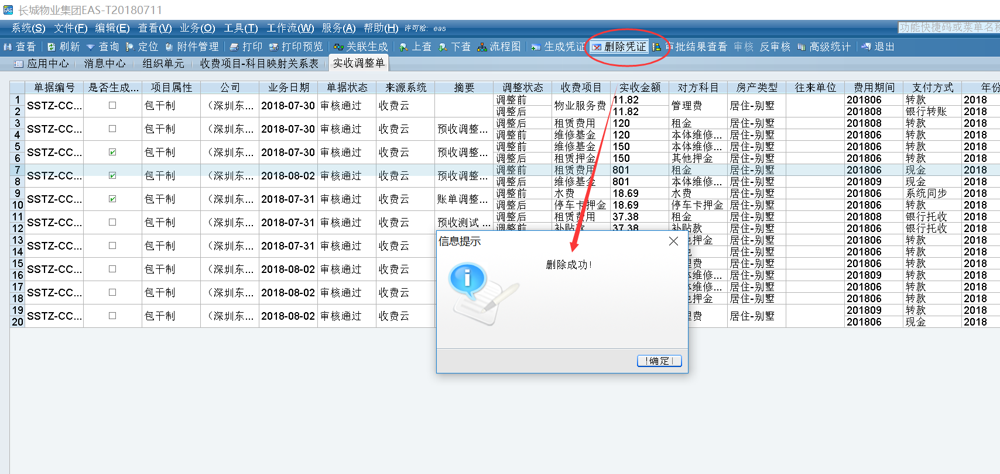 长城物业集团EAS-T20180711
系统(S) 文件(F) 编辑(E) 查看(V) 业务(O) 工具(T) 工作流(W) 服务(A) 帮助(H) 许可给: eas 功能快捷码或菜单名称
查看 刷新 查询 定位 附件管理 打印 打印预览 关联生成 上查 下查 流程图 生成凭证 删除凭证 审批结果查看 审核 反审核 高级统计 退出
应用中心 消息中心 组织单元 收费项目-科目映射关系表 实收调整单
单据编号 是否生成... 项目属性 公司 业务日期 单据状态 来源系统 摘要 调整状态 收费项目 实收金额 对方科目 房产类型 往来单位 费用期间 支付方式 年份
1 SSTZ-CC... 包干制 （深圳东... 2018-07-30 审核通过 收费云 调整前 物业服务费 11.82 管理费 居住-别墅 201806 转款 2018
2 调整后 11.82 201808 银行转账 2018
3 SSTZ-CC... 包干制 （深圳东... 2018-07-30 审核通过 收费云 预收调整... 调整后 租赁费用 120 租金 居住-别墅 201808 转款 2018
4 调整前 维修基金 120 本体维修... 居住-别墅 201806 转款 2018
5 SSTZ-CC... 包干制 （深圳东... 2018-07-30 审核通过 收费云 预收调整... 调整前 维修基金 150 本体维修... 居住-别墅 201806 转款 2018
6 调整后 租赁押金 150 其他押金 居住-别墅 201806 转款 2018
7 SSTZ-CC... 包干制 （深圳东... 2018-08-02 审核通过 收费云 预收调整... 调整前 租赁费用 801 租金 居住-别墅 201806 现金 2018
8 调整后 维修基金 801 本体维修... 居住-别墅 201809 现金 2018
9 SSTZ-CC... 包干制 （深圳东... 2018-07-31 审核通过 收费云 账单调整... 调整前 水费 18.69 水费 居住-别墅 201806 系统同步 2018
10 调整后 停车卡押金 18.69 停车卡押金 居住-别墅 201806 转款 2018
11 SSTZ-CC... 包干制 （深圳东... 2018-07-31 审核通过 收费云 预收测试 ... 调整后 租赁费用 37.38 租金 居住-别墅 201808 银行托收 2018
12 调整前 补贴款 37.38 补贴款 居住-别墅 201806 银行托收 2018
13 SSTZ-CC... 包干制 （深圳东... 2018-07-31 审核通过 收费云 押金 居住-别墅 201806 转款 2018
14 居住-别墅 201806 转款 2018
15 SSTZ-CC... 包干制 （深圳东... 2018-08-02 审核通过 收费云 理费 居住-别墅 201806 转款 2018
16 本体维修... 居住-别墅 201809 转款 2018
17 SSTZ-CC... 包干制 （深圳东... 2018-08-02 审核通过 收费云 本体维修... 居住-别墅 201806 转款 2018
18 押金 居住-别墅 201806 转款 2018
19 SSTZ-CC... 包干制 （深圳东... 2018-08-02 审核通过 收费云 理费 居住-别墅 201809 转款 2018
20 201806 现金 2018
信息提示
删除成功!
确定